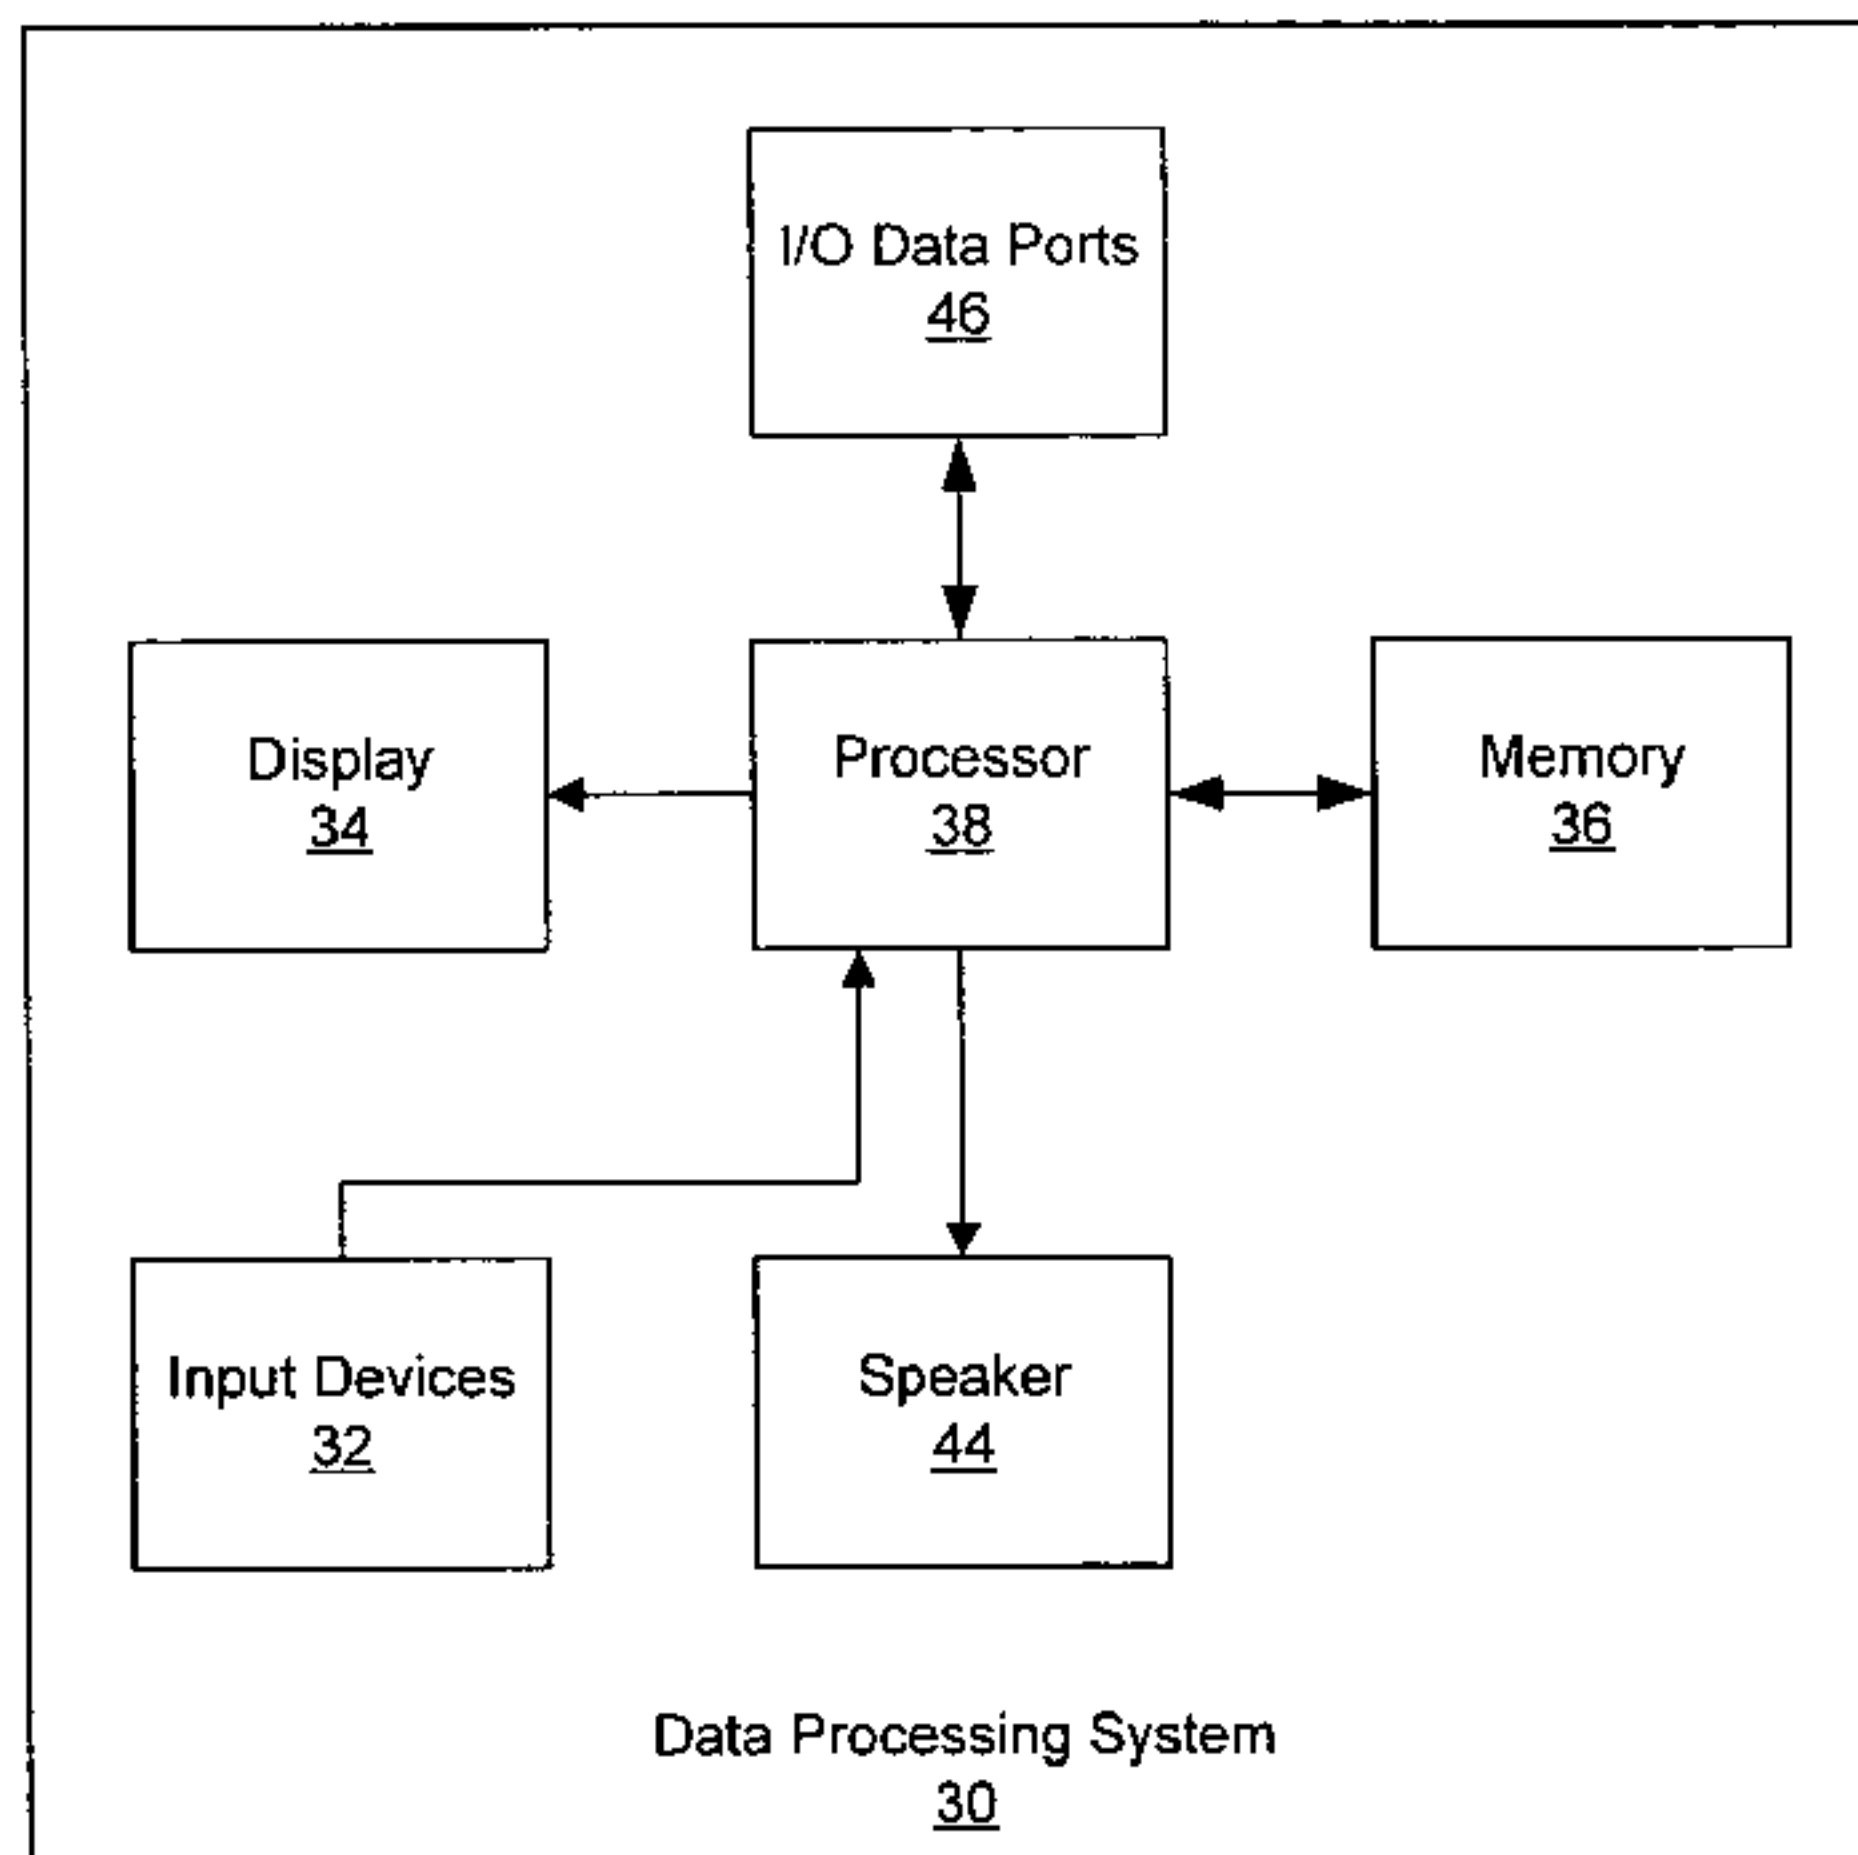 I/O Data Ports
46
Display
34
Processor
38
Memory
36
Input Devices
32
Speaker
44
Data Processing System
30